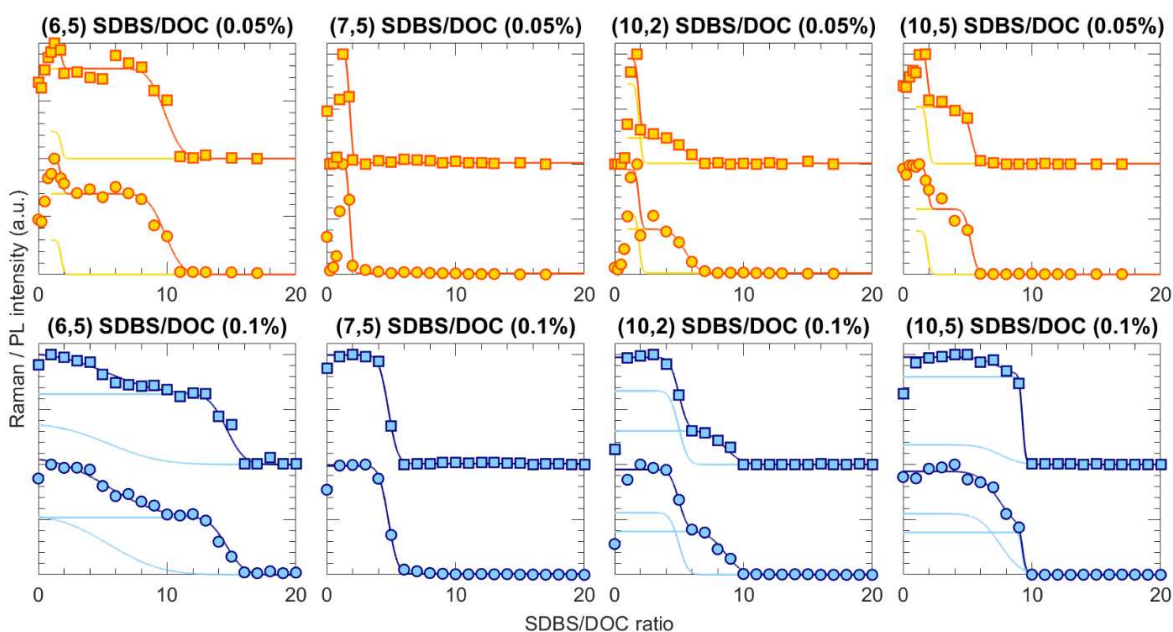 (6,5) SDBS/DOC (0.05%) (7,5) SDBS/DOC (0.05%) (10,2) SDBS/DOC (0.05%) (10,5) SDBS/DOC (0.05%)
0 10 20 0 10 20 0 10 20 0 10 20
(6,5) SDBS/DOC (0.1%) (7,5) SDBS/DOC (0.1%) (10,2) SDBS/DOC (0.1%) (10,5) SDBS/DOC (0.1%)
0 10 20 0 10 20 0 10 20 0 10 20
Raman / PL intensity (a.u.)
SDBS/DOC ratio